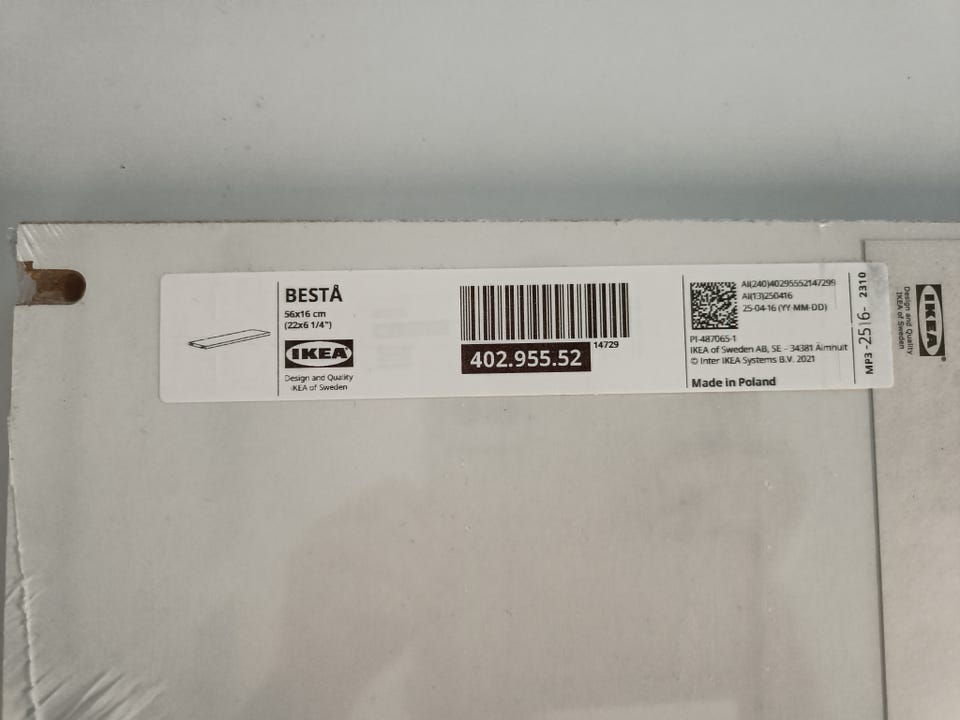 BESTÅ
56x16 cm
(22x6 1/4")
IKEA
Design and Quality
IKEA of Sweden
14729
402.955.52
AI(240)40295552147299
AI(13)250416
25-04-16 (YY-MM-DD)
PI-487065-1
IKEA of Sweden AB, SE - 34381 Älmhult
© Inter IKEA Systems B.V. 2021
Made in Poland
MP3 -2516- 2310
IKEA
Design and Quality
IKEA of Sweden